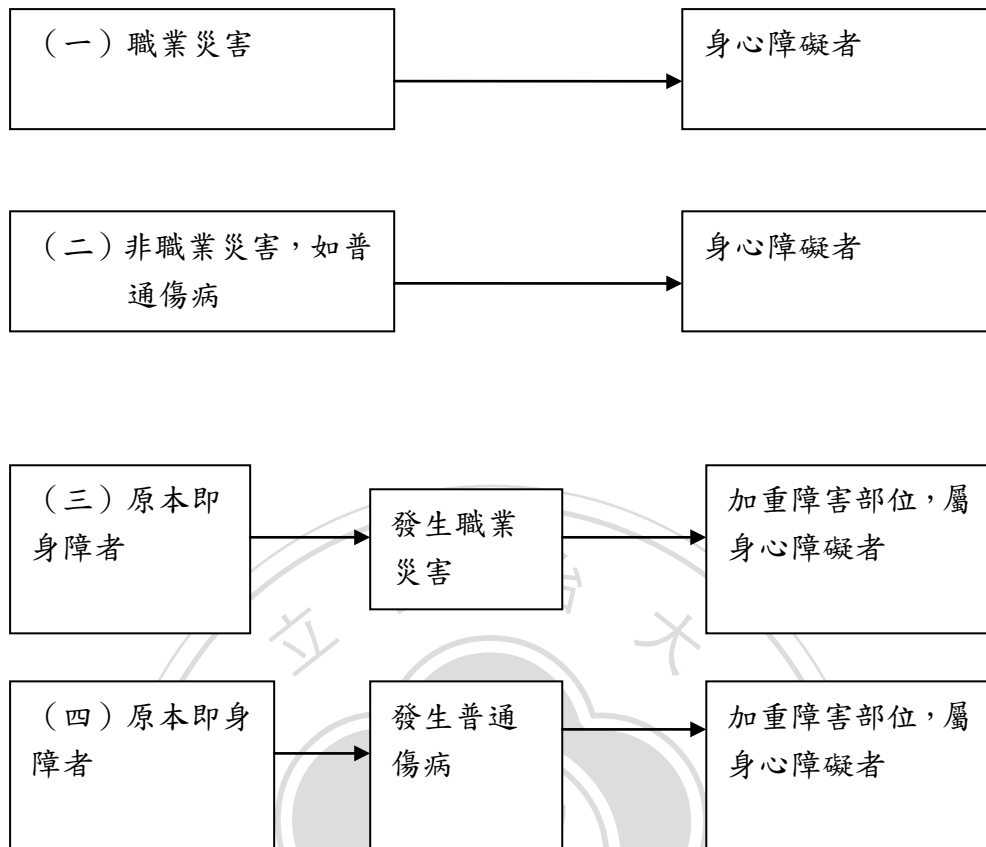 （一）職業災害
身心障礙者
（二）非職業災害，如普
通傷病
身心障礙者
（三）原本即
身障者
發生職業
災害
加重障害部位，屬
身心障礙者
（四）原本即身
障者
發生普通
傷病
加重障害部位，屬
身心障礙者
立
治
大